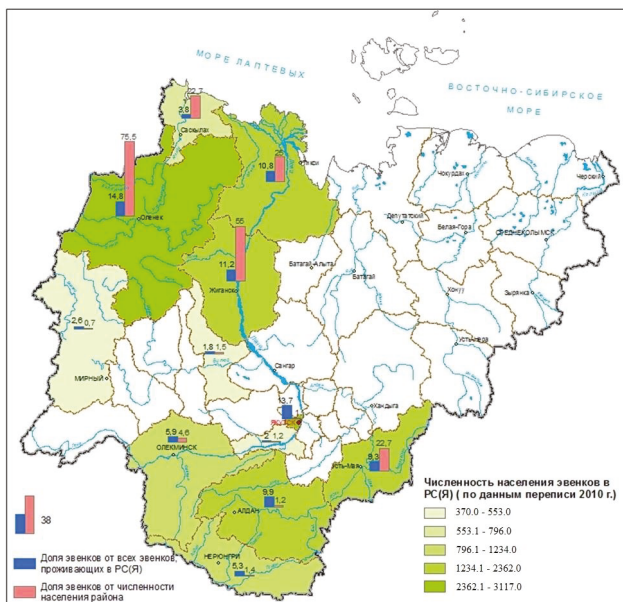 МОРЕ ЛАПТЕВЫХ
ВОСТОЧНО-СИБИРСКОЕ
МОРЕ
22,7
3,8
Саскылах
75,5
14,8
Оленек
25
10,8
Тикси
Чокурдах
Черский
Депутатский
Белая-Гора
СРЕДНЕКОЛЫМСК
55
11,2
Жиганск
Батагай-Алыта
Батагай
Хонуу
Зырянка
2,6
0,7
МИРНЫЙ
1,8
1,5
Сангар
Усть-Нера
13,7
1
ЯКУТСК
Хандыга
5,9
4,6
ОЛЕКМИНСК
2
1,2
22,7
8,3
Усть-Мая
9,9
1,2
АЛДАН
НЕРЮНГРИ
5,3
1,4
38
Доля эвенков от всех эвенков,
проживающих в РС(Я)
Доля эвенков от численности
населения района
Численность населения эвенков в
РС(Я) ( по данным переписи 2010 г.)
370.0 - 553.0
553.1 - 796.0
796.1 - 1234.0
1234.1 - 2362.0
2362.1 - 3117.0